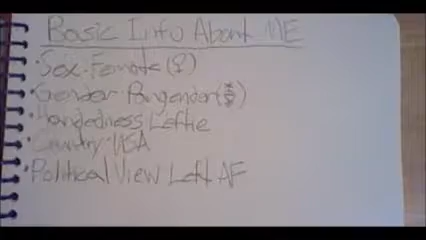 Basic Info About ME
• Sex-Female (♀)
• Gender-Pangender(⚧)
• Handedness Leftie
• Country-USA
• Political View Left AF